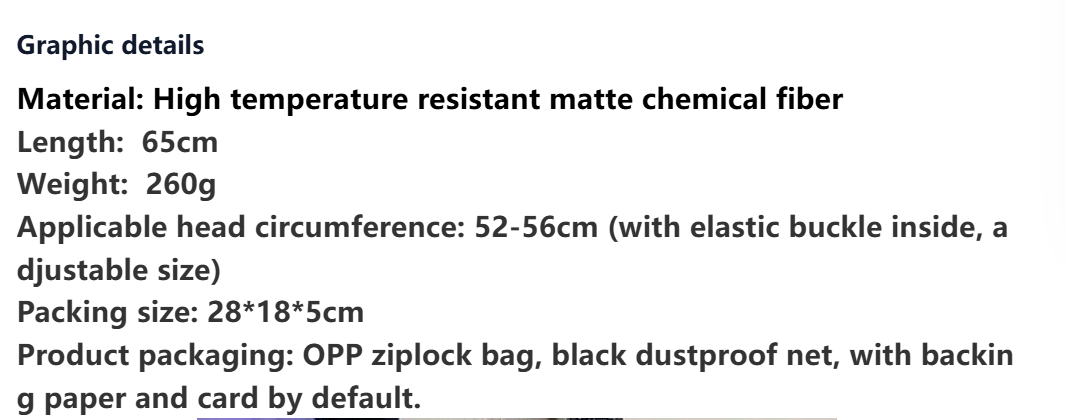 Graphic details
Material: High temperature resistant matte chemical fiber
Length:  65cm
Weight:  260g
Applicable head circumference: 52-56cm (with elastic buckle inside, a
djustable size)
Packing size: 28*18*5cm
Product packaging: OPP ziplock bag, black dustproof net, with backin
g paper and card by default.